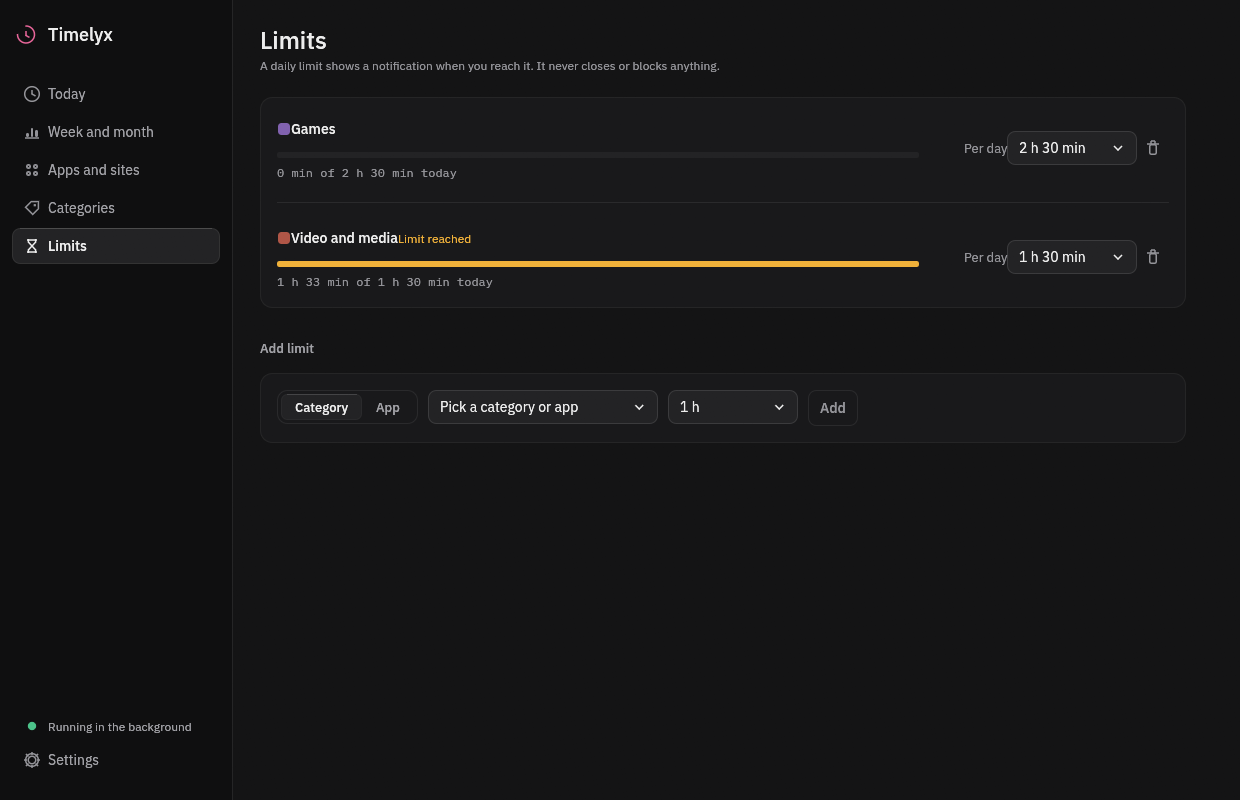 Timelyx
Today
Week and month
Apps and sites
Categories
Limits
Running in the background
Settings
Limits
A daily limit shows a notification when you reach it. It never closes or blocks anything.
Games
0 min of 2 h 30 min today
Per day 2 h 30 min
Video and media Limit reached
1 h 33 min of 1 h 30 min today
Per day 1 h 30 min
Add limit
Category App Pick a category or app 1 h Add